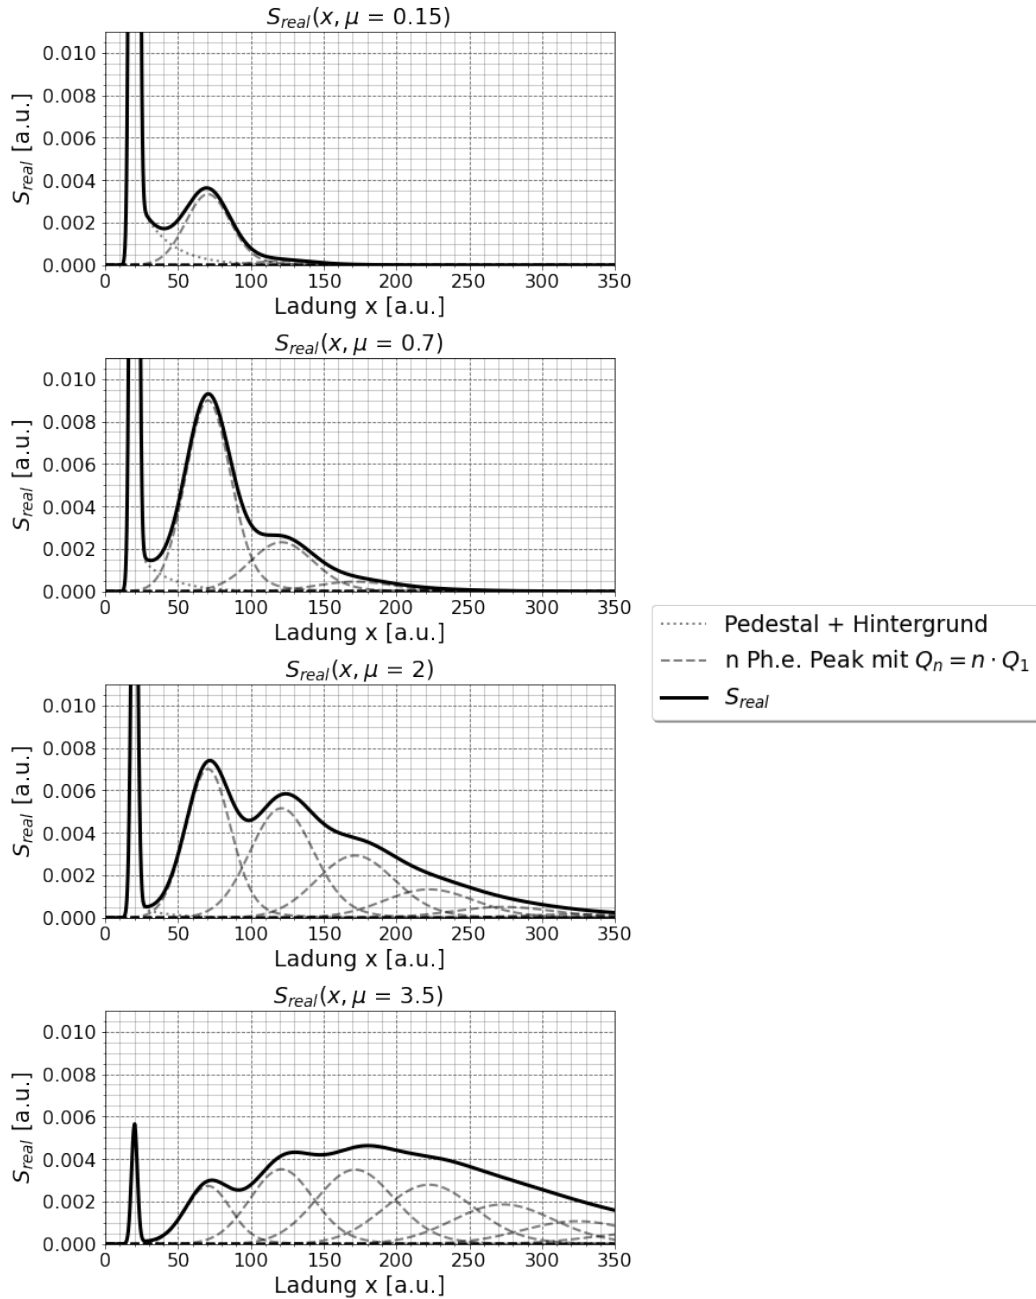 S_real(x, μ = 0.15)
0.010
0.008
0.006
0.004
0.002
0.000
S_real [a.u.]
0 50 100 150 200 250 300 350
Ladung x [a.u.]
S_real(x, μ = 0.7)
0.010
0.008
0.006
0.004
0.002
0.000
S_real [a.u.]
0 50 100 150 200 250 300 350
Ladung x [a.u.]
Pedestal + Hintergrund
n Ph.e. Peak mit Q_n = n · Q_1
S_real
S_real(x, μ = 2)
0.010
0.008
0.006
0.004
0.002
0.000
S_real [a.u.]
0 50 100 150 200 250 300 350
Ladung x [a.u.]
S_real(x, μ = 3.5)
0.010
0.008
0.006
0.004
0.002
0.000
S_real [a.u.]
0 50 100 150 200 250 300 350
Ladung x [a.u.]